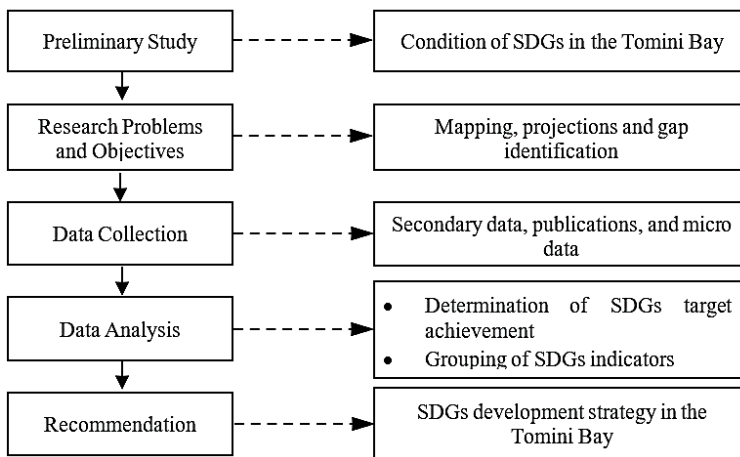 Preliminary Study
Condition of SDGs in the Tomini Bay
Research Problems
and Objectives
Mapping, projections and gap
identification
Data Collection
Secondary data, publications, and micro
data
Data Analysis
• Determination of SDGs target
achievement
• Grouping of SDGs indicators
Recommendation
SDGs development strategy in the
Tomini Bay